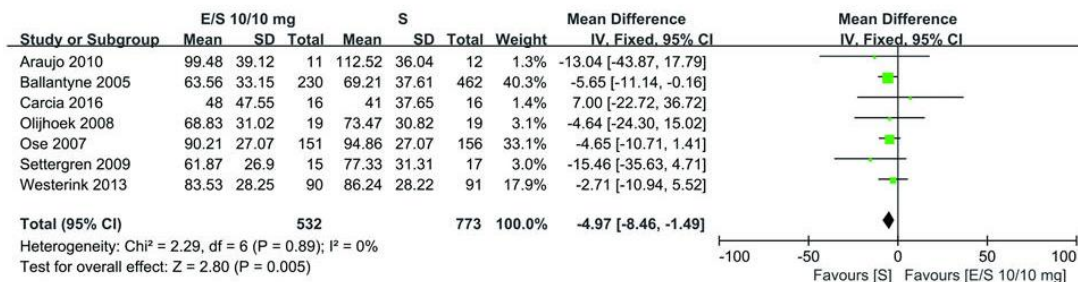 E/S 10/10 mg S Mean Difference Mean Difference
Study or Subgroup Mean SD Total Mean SD Total Weight IV, Fixed, 95% CI IV, Fixed, 95% CI
Araujo 2010 99.48 39.12 11 112.52 36.04 12 1.3% -13.04 [-43.87, 17.79]
Ballantyne 2005 63.56 33.15 230 69.21 37.61 462 40.3% -5.65 [-11.14, -0.16]
Carcia 2016 48 47.55 16 41 37.65 16 1.4% 7.00 [-22.72, 36.72]
Olijhoek 2008 68.83 31.02 19 73.47 30.82 19 3.1% -4.64 [-24.30, 15.02]
Ose 2007 90.21 27.07 151 94.86 27.07 156 33.1% -4.65 [-10.71, 1.41]
Settergren 2009 61.87 26.9 15 77.33 31.31 17 3.0% -15.46 [-35.63, 4.71]
Westerink 2013 83.53 28.25 90 86.24 28.22 91 17.9% -2.71 [-10.94, 5.52]
Total (95% CI) 532 773 100.0% -4.97 [-8.46, -1.49]
Heterogeneity: Chi² = 2.29, df = 6 (P = 0.89); I² = 0%
Test for overall effect: Z = 2.80 (P = 0.005)
-100 -50 0 50 100
Favours [S] Favours [E/S 10/10 mg]